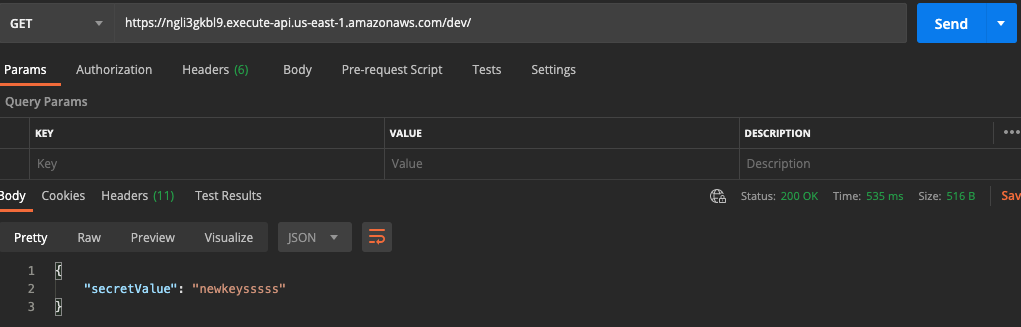 GET https://ngli3gkbl9.execute-api.us-east-1.amazonaws.com/dev/ Send
Params Authorization Headers (6) Body Pre-request Script Tests Settings
Query Params
KEY VALUE DESCRIPTION •••
Key Value Description
Body Cookies Headers (11) Test Results Status: 200 OK Time: 535 ms Size: 516 B Sav
Pretty Raw Preview Visualize JSON
1 {
2 "secretValue": "newkeysssss"
3 }